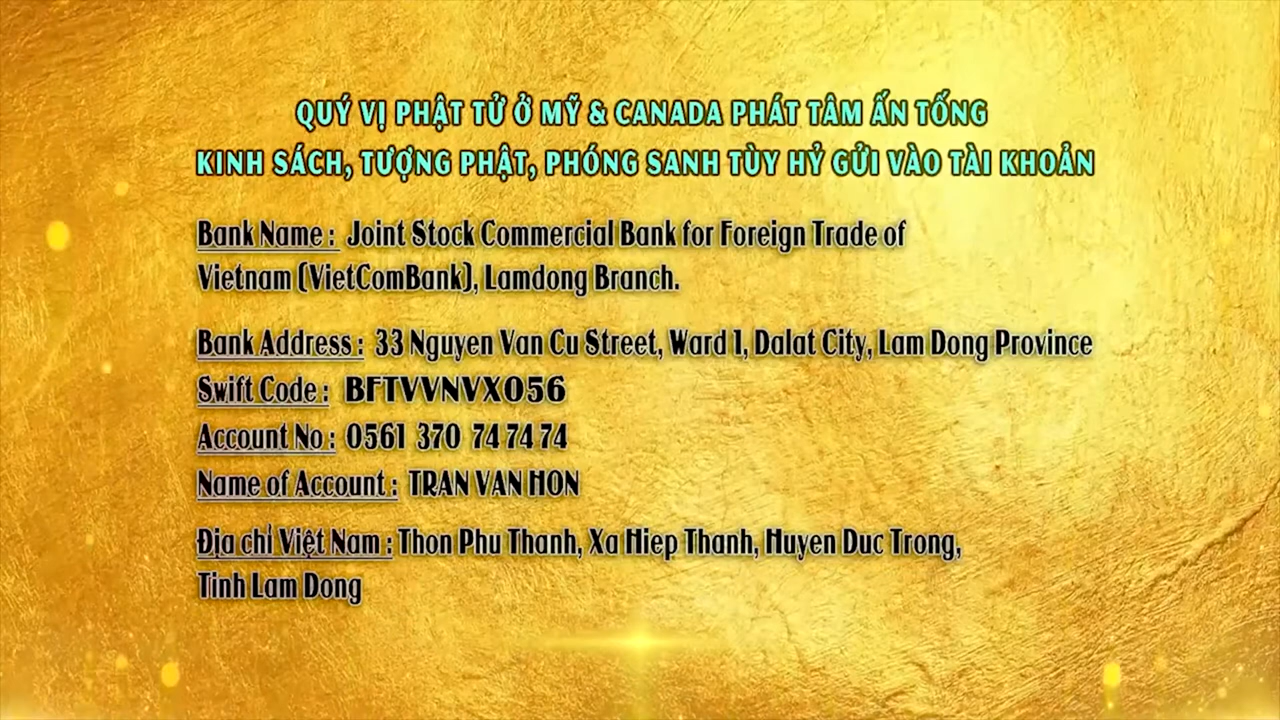 QUÝ VỊ PHẬT TỬ Ở MỸ & CANADA PHÁT TÂM ẤN TỐNG
KINH SÁCH, TƯỢNG PHẬT, PHÓNG SANH TÙY HỶ GỬI VÀO TÀI KHOẢN
Bank Name : Joint Stock Commercial Bank for Foreign Trade of
Vietnam (VietComBank), Lamdong Branch.
Bank Address : 33 Nguyen Van Cu Street, Ward 1, Dalat City, Lam Dong Province
Swift Code : BFTVVNVX056
Account No : 0561 370 74 74 74
Name of Account : TRAN VAN HON
Địa chỉ Việt Nam : Thon Phu Thanh, Xa Hiep Thanh, Huyen Duc Trong,
Tinh Lam Dong